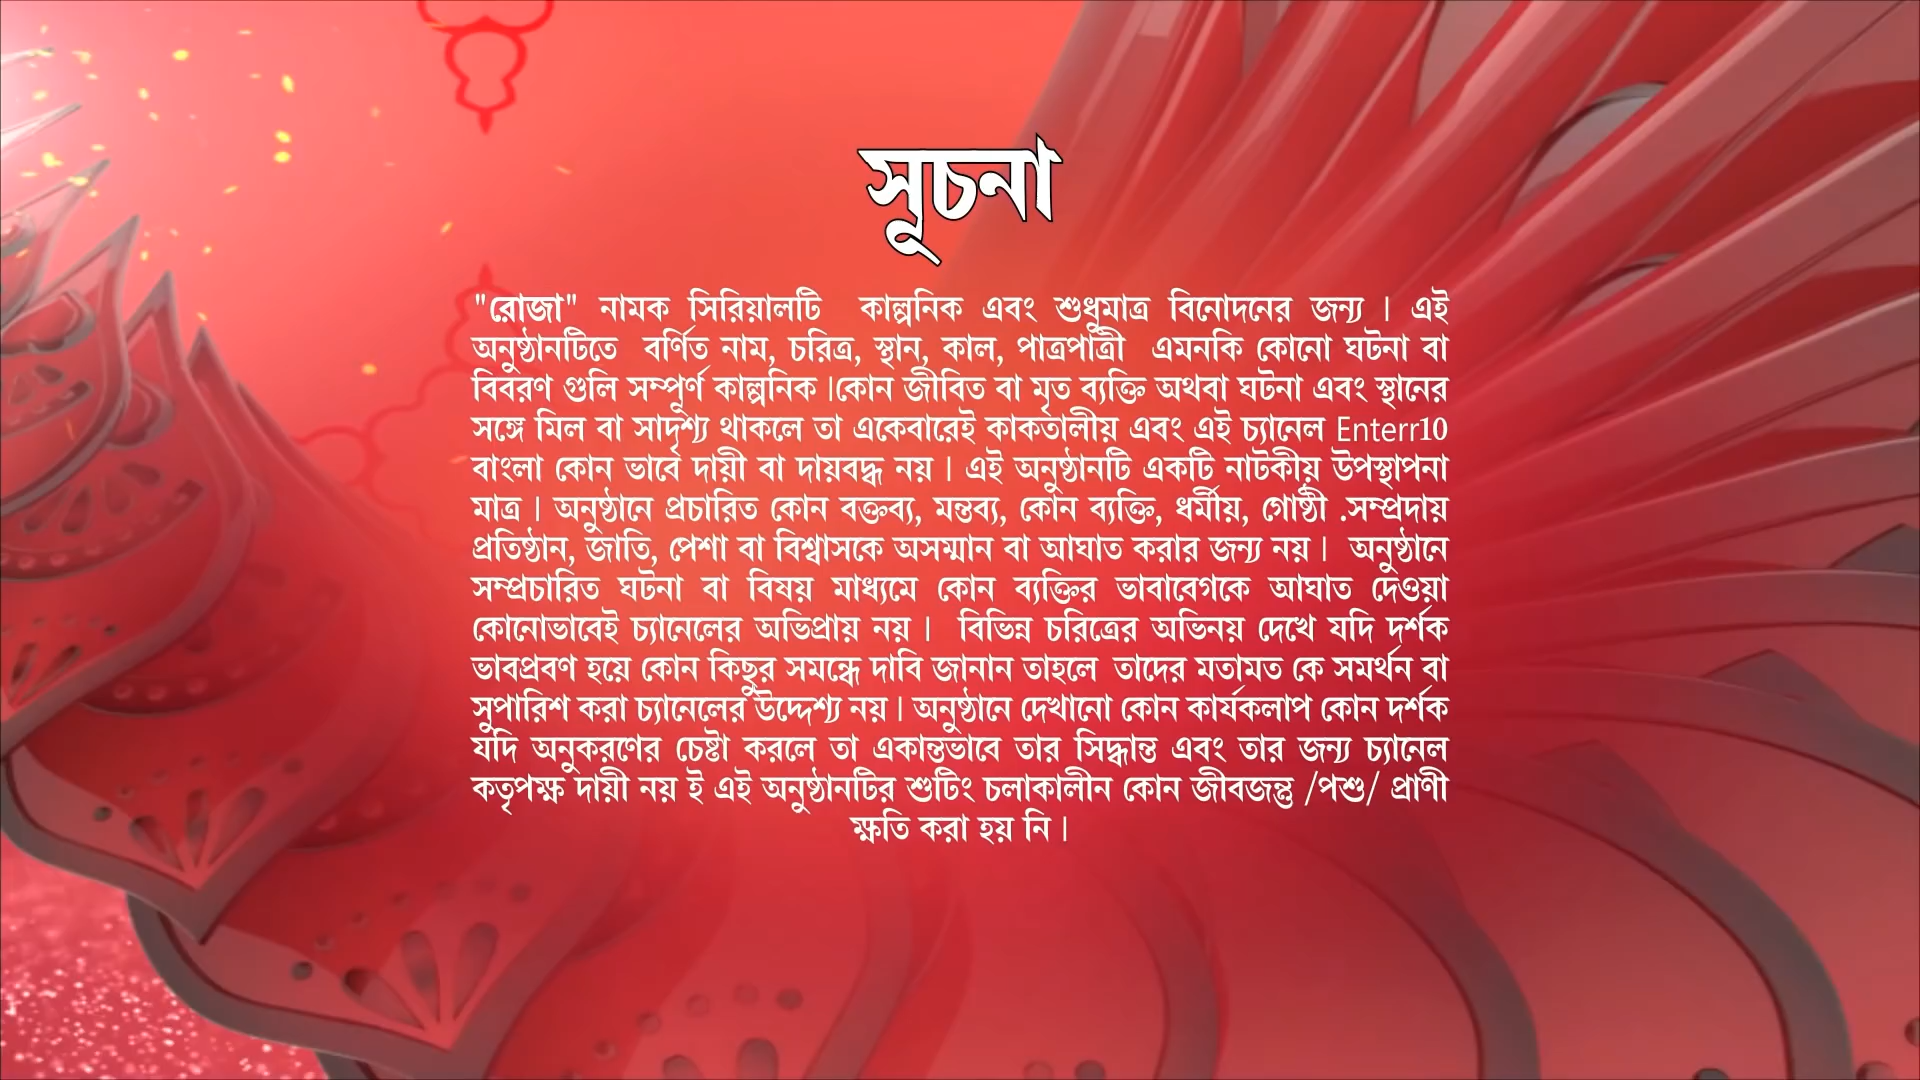 সূচনা
"রোজা" নামক সিরিয়ালটি কাল্পনিক এবং শুধুমাত্র বিনোদনের জন্য । এই
অনুষ্ঠানটিতে বর্ণিত নাম, চরিত্র, স্থান, কাল, পাত্রপাত্রী এমনকি কোনো ঘটনা বা
বিবরণ গুলি সম্পূর্ণ কাল্পনিক ।কোন জীবিত বা মৃত ব্যক্তি অথবা ঘটনা এবং স্থানের
সঙ্গে মিল বা সাদৃশ্য থাকলে তা একেবারেই কাকতালীয় এবং এই চ্যানেল Enterr10
বাংলা কোন ভাবে দায়ী বা দায়বদ্ধ নয় । এই অনুষ্ঠানটি একটি নাটকীয় উপস্থাপনা
মাত্র । অনুষ্ঠানে প্রচারিত কোন বক্তব্য, মন্তব্য, কোন ব্যক্তি, ধর্মীয়, গোষ্ঠী .সম্প্রদায়
প্রতিষ্ঠান, জাতি, পেশা বা বিশ্বাসকে অসম্মান বা আঘাত করার জন্য নয় । অনুষ্ঠানে
সম্প্রচারিত ঘটনা বা বিষয় মাধ্যমে কোন ব্যক্তির ভাবাবেগকে আঘাত দেওয়া
কোনোভাবেই চ্যানেলের অভিপ্রায় নয় । বিভিন্ন চরিত্রের অভিনয় দেখে যদি দর্শক
ভাবপ্রবণ হয়ে কোন কিছুর সমন্ধে দাবি জানান তাহলে তাদের মতামত কে সমর্থন বা
সুপারিশ করা চ্যানেলের উদ্দেশ্য নয় । অনুষ্ঠানে দেখানো কোন কার্যকলাপ কোন দর্শক
যদি অনুকরণের চেষ্টা করলে তা একান্তভাবে তার সিদ্ধান্ত এবং তার জন্য চ্যানেল
কতৃপক্ষ দায়ী নয় ই এই অনুষ্ঠানটির শুটিং চলাকালীন কোন জীবজন্তু /পশু/ প্রাণী
ক্ষতি করা হয় নি ।